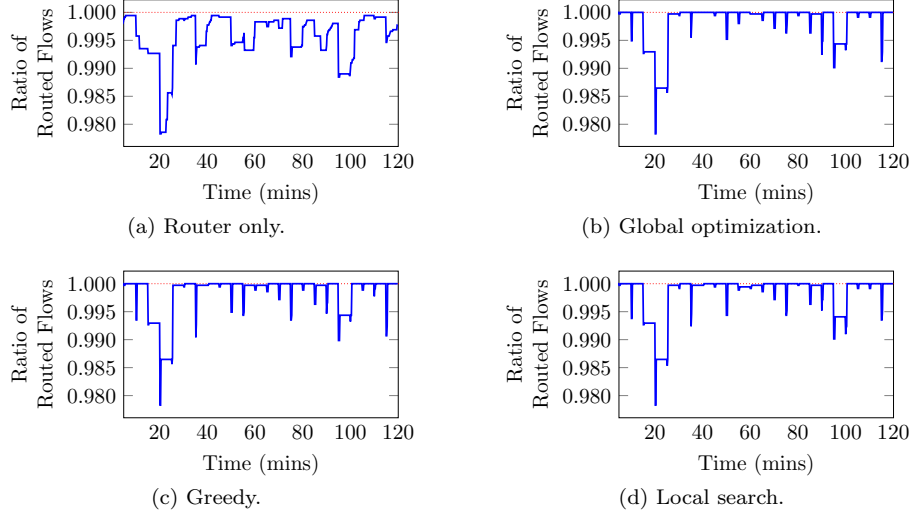 Ratio of
Routed Flows
1.000
0.995
0.990
0.985
0.980
20 40 60 80 100 120
Time (mins)
(a) Router only.
Ratio of
Routed Flows
1.000
0.995
0.990
0.985
0.980
20 40 60 80 100 120
Time (mins)
(b) Global optimization.
Ratio of
Routed Flows
1.000
0.995
0.990
0.985
0.980
20 40 60 80 100 120
Time (mins)
(c) Greedy.
Ratio of
Routed Flows
1.000
0.995
0.990
0.985
0.980
20 40 60 80 100 120
Time (mins)
(d) Local search.